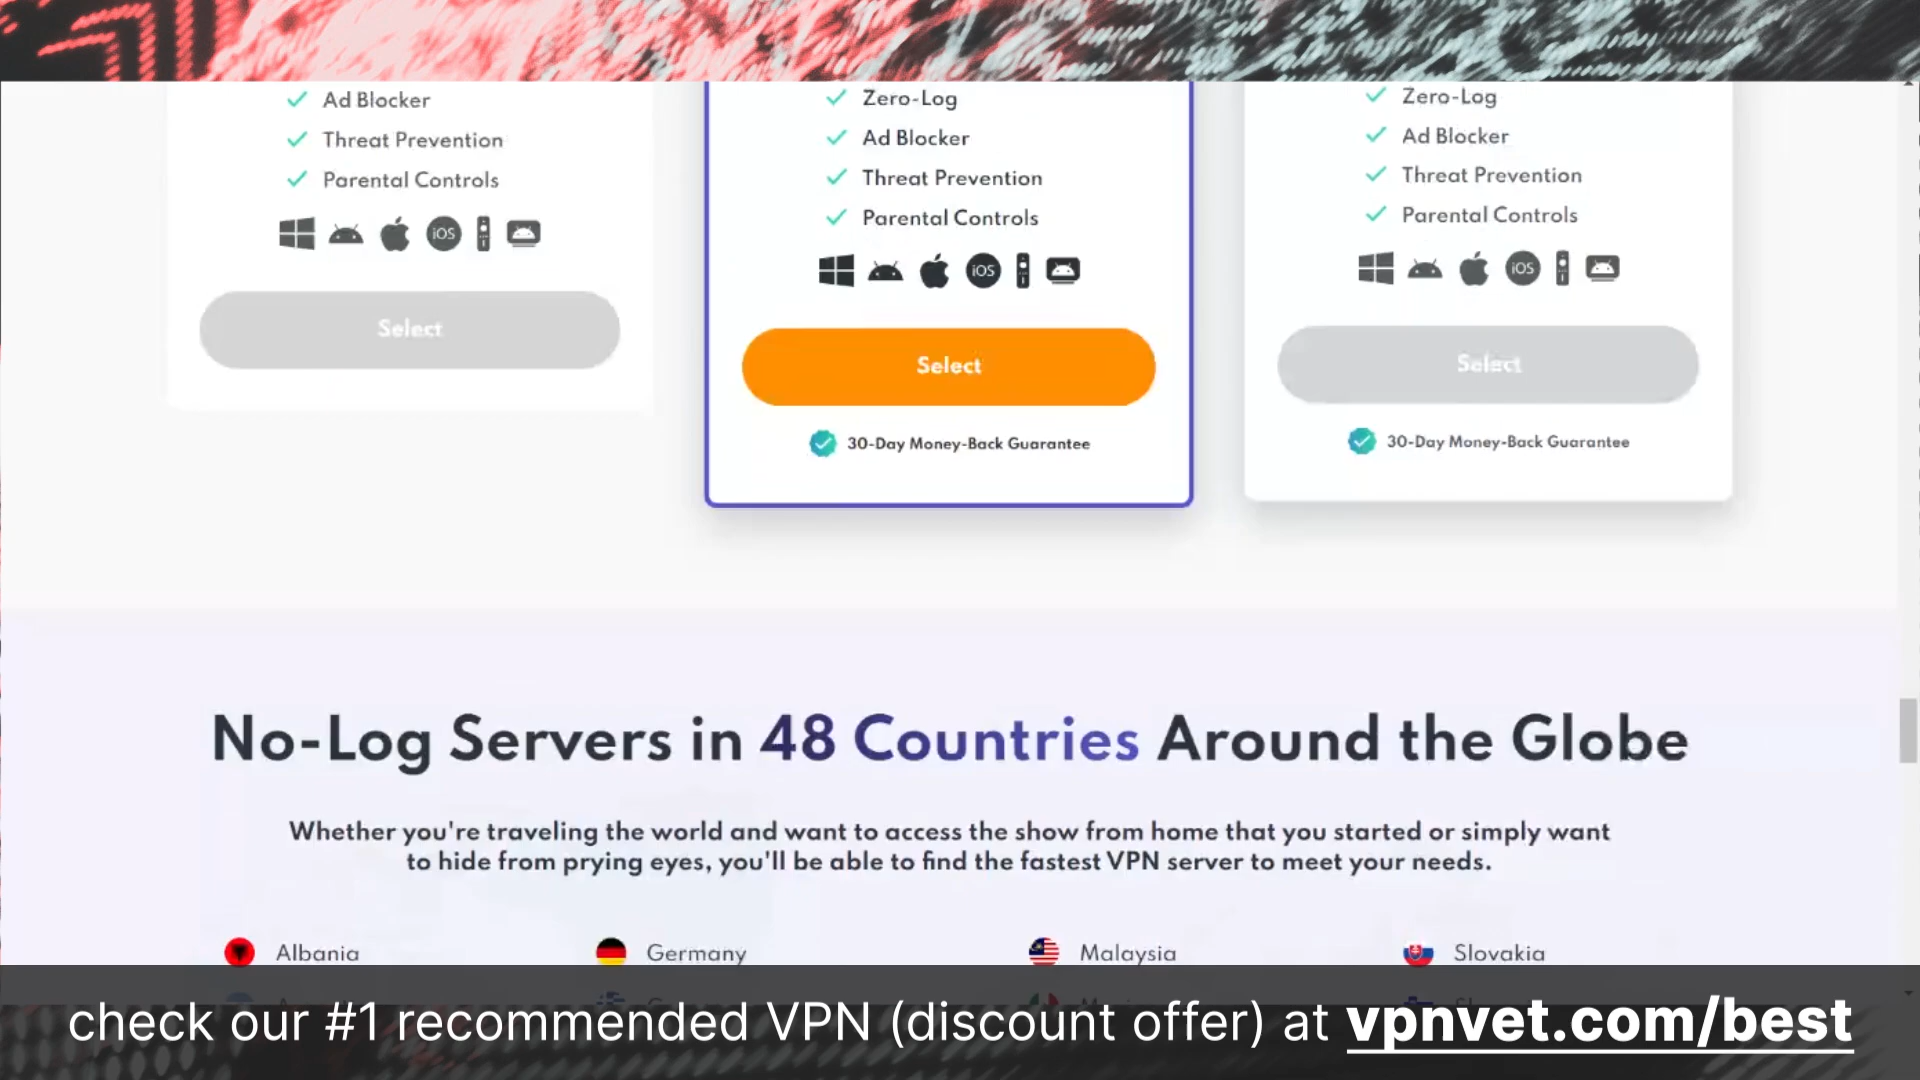 Ad Blocker
Threat Prevention
Parental Controls
iOS
Select
Zero-Log
Ad Blocker
Threat Prevention
Parental Controls
iOS
Select
30-Day Money-Back Guarantee
Zero-Log
Ad Blocker
Threat Prevention
Parental Controls
iOS
Select
30-Day Money-Back Guarantee
No-Log Servers in 48 Countries Around the Globe
Whether you're traveling the world and want to access the show from home that you started or simply want
to hide from prying eyes, you'll be able to find the fastest VPN server to meet your needs.
Albania
Germany
Malaysia
Slovakia
check our #1 recommended VPN (discount offer) at vpnvet.com/best